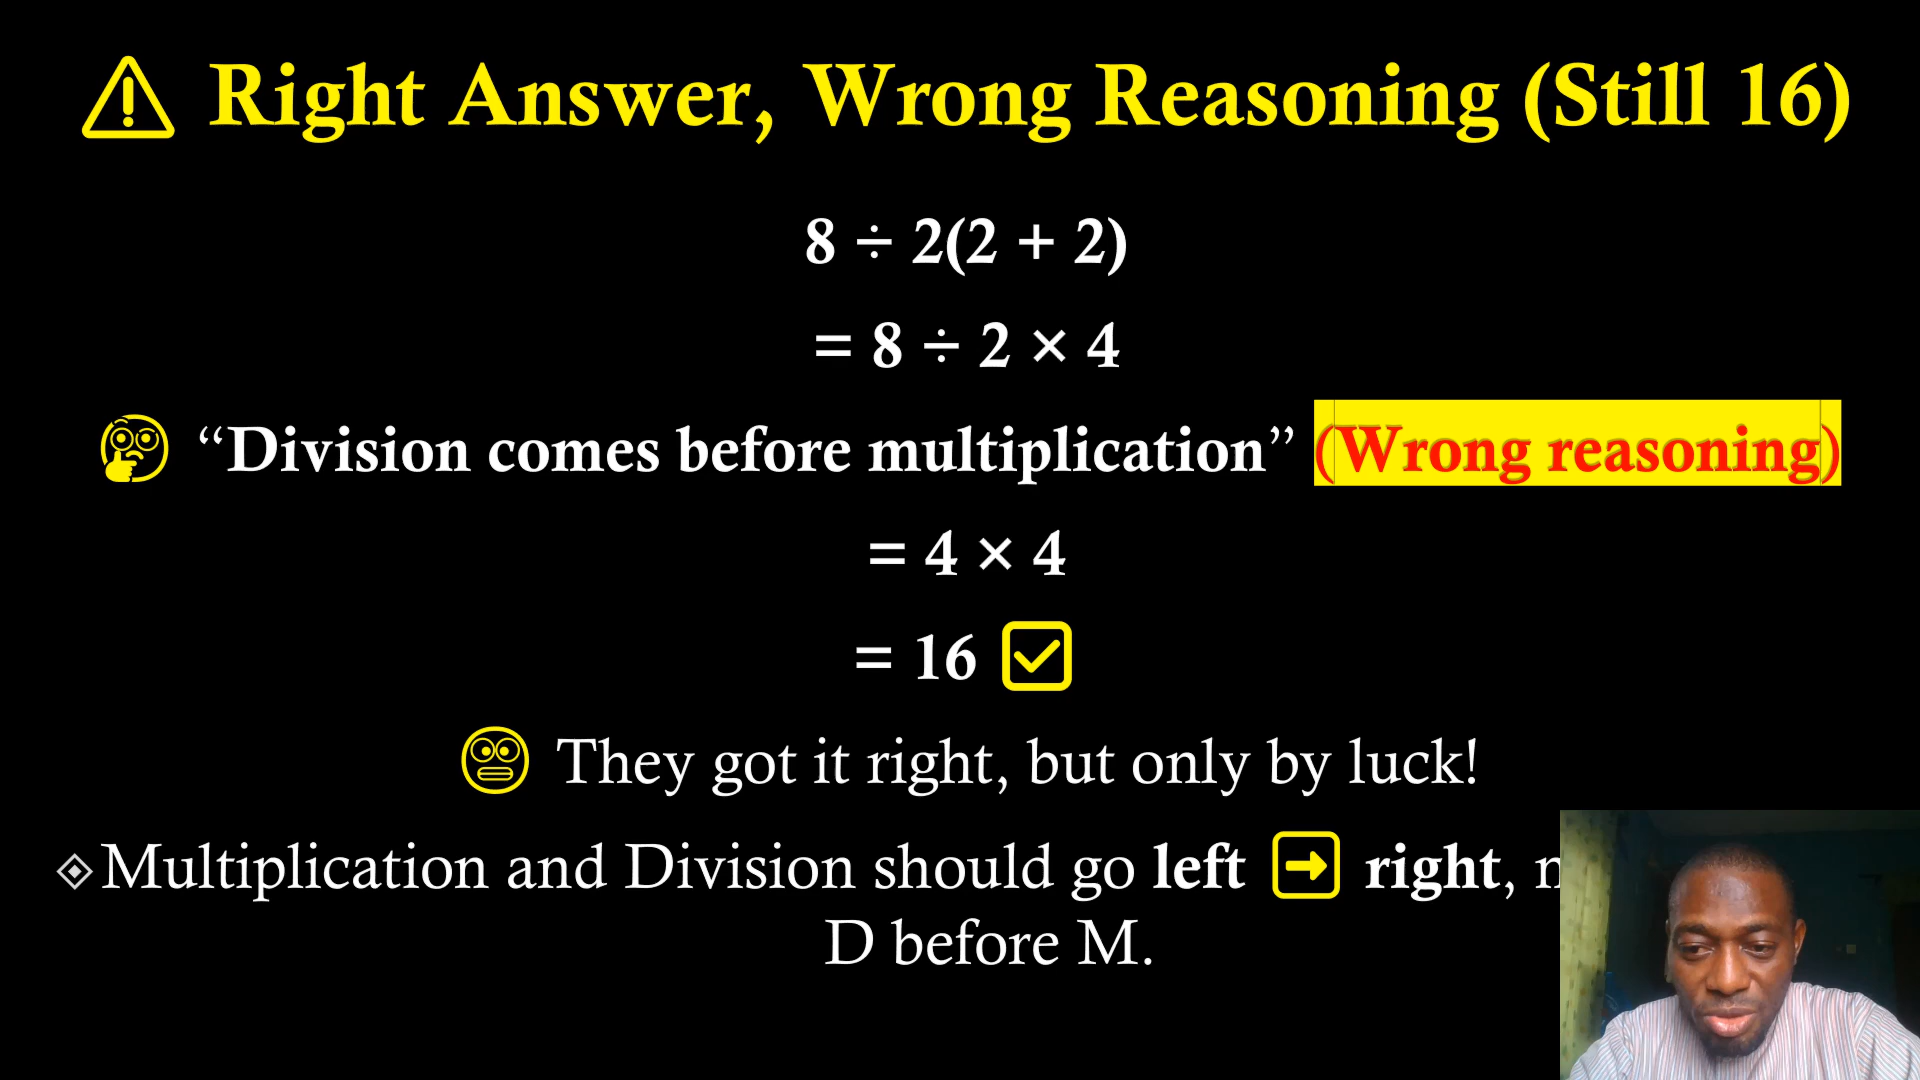 ⚠ Right Answer, Wrong Reasoning (Still 16)
8 ÷ 2(2 + 2)
= 8 ÷ 2 × 4
🤔 “Division comes before multiplication” (Wrong reasoning)
= 4 × 4
= 16 ☑
😬 They got it right, but only by luck!
◈Multiplication and Division should go left ➡ right,
D before M.